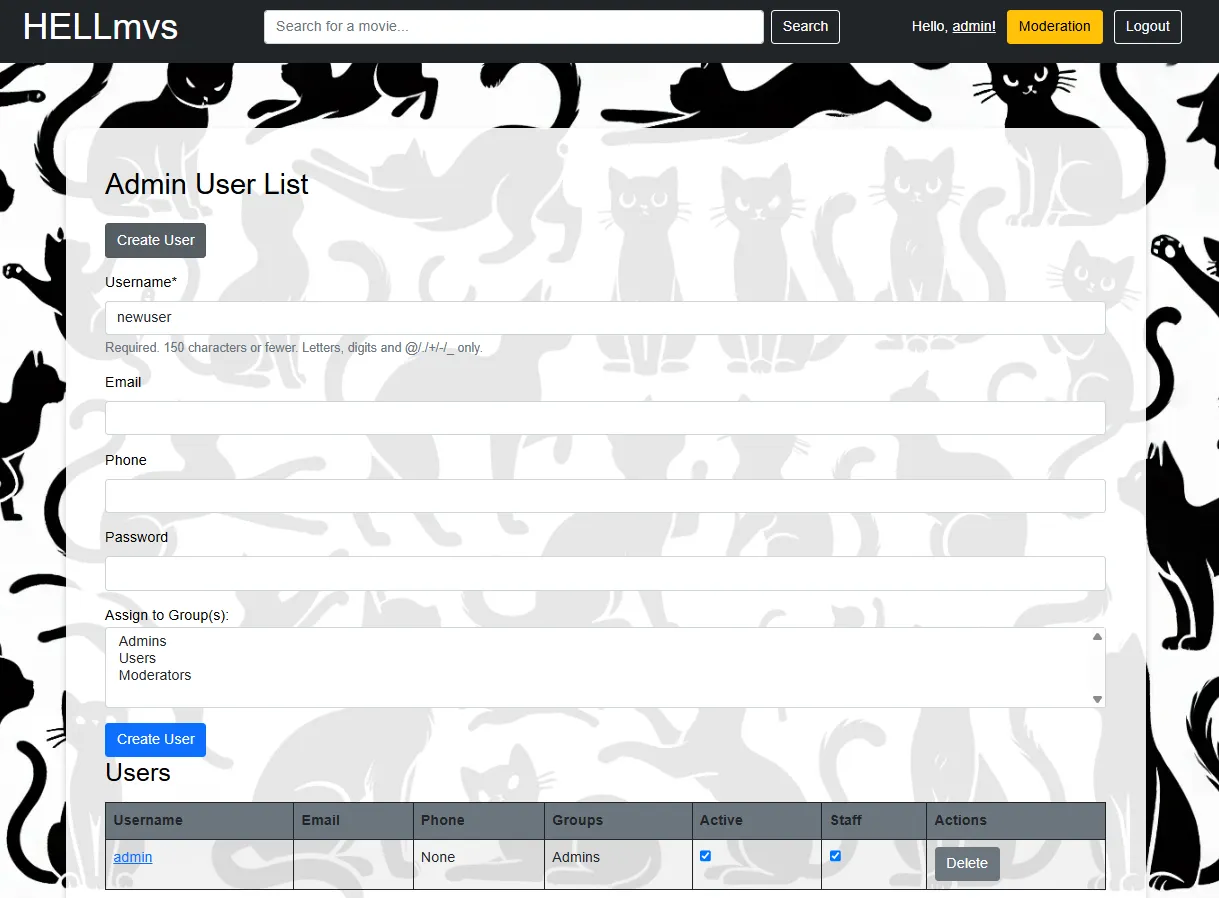 HELLmvs
Search for a movie... Search Hello, admin! Moderation Logout
Admin User List
Create User
Username*
newuser
Required. 150 characters or fewer. Letters, digits and @/./+/-/_ only.
Email
Phone
Password
Assign to Group(s):
Admins
Users
Moderators
Create User
Users
Username Email Phone Groups Active Staff Actions
admin None Admins Delete